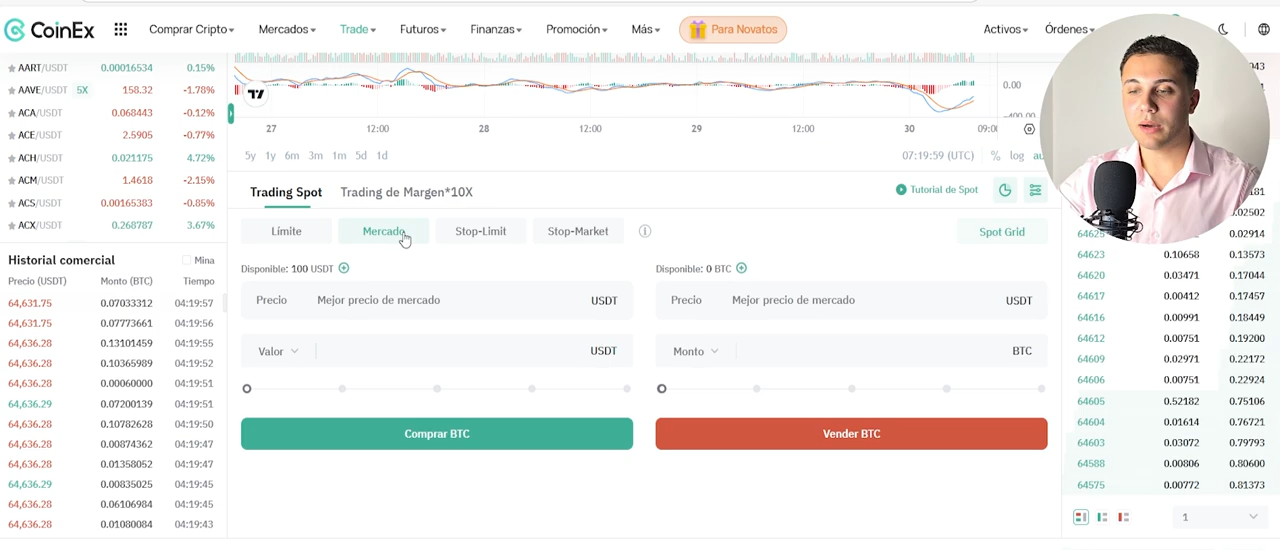 CoinEx Comprar Cripto Mercados Trade Futuros Finanzas Promoción Más Para Novatos Activos Órdenes
AART/USDT 0.00016534 0.15%
AAVE/USDT 5X 158.32 -1.78%
ACA/USDT 0.068443 -0.12%
ACE/USDT 2.5905 -0.77%
ACH/USDT 0.021175 4.72%
ACM/USDT 1.4618 -2.15%
ACS/USDT 0.00165383 -0.85%
ACX/USDT 0.268787 3.67%
Historial comercial Mina
Precio (USDT) Monto (BTC) Tiempo
64,631.75 0.07033312 04:19:57
64,631.75 0.07773661 04:19:56
64,636.28 0.13101459 04:19:55
64,636.28 0.10365989 04:19:52
64,636.28 0.00060000 04:19:51
64,636.29 0.07200139 04:19:51
64,636.28 0.10782628 04:19:50
64,636.28 0.00874362 04:19:47
64,636.28 0.01358052 04:19:47
64,636.29 0.00835025 04:19:45
64,636.28 0.06106984 04:19:45
64,636.28 0.01080084 04:19:43
0.00
-400.00
27 12:00 28 12:00 29 12:00 30 09:00
5y 1y 6m 3m 1m 5d 1d 07:19:59 (UTC) % log
Trading Spot Trading de Margen*10X Tutorial de Spot
Límite Mercado Stop-Limit Stop-Market Spot Grid
Disponible: 100 USDT
Precio Mejor precio de mercado USDT
Valor USDT
Comprar BTC
Disponible: 0 BTC
Precio Mejor precio de mercado USDT
Monto BTC
Vender BTC
64623 0.10658 0.13573
64620 0.03471 0.17044
64617 0.00412 0.17457
64616 0.00991 0.18449
64612 0.00751 0.19200
64609 0.02971 0.22172
64606 0.00751 0.22924
64605 0.52182 0.75106
64604 0.01614 0.76721
64603 0.03072 0.79793
64588 0.00806 0.80600
64575 0.00772 0.81373
1